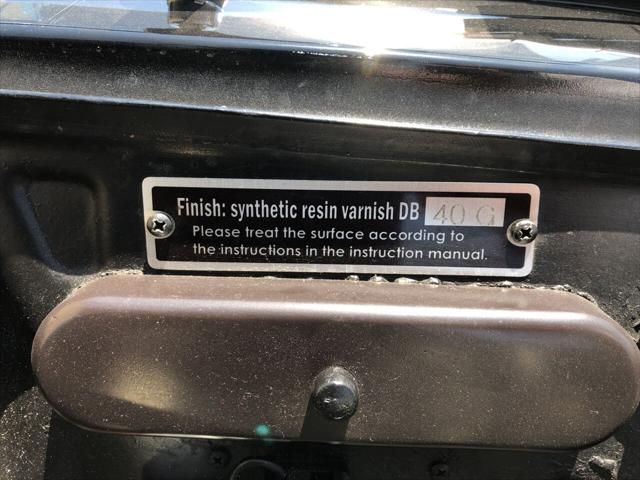 Finish: synthetic resin varnish DB 40 G
Please treat the surface according to
the instructions in the instruction manual.